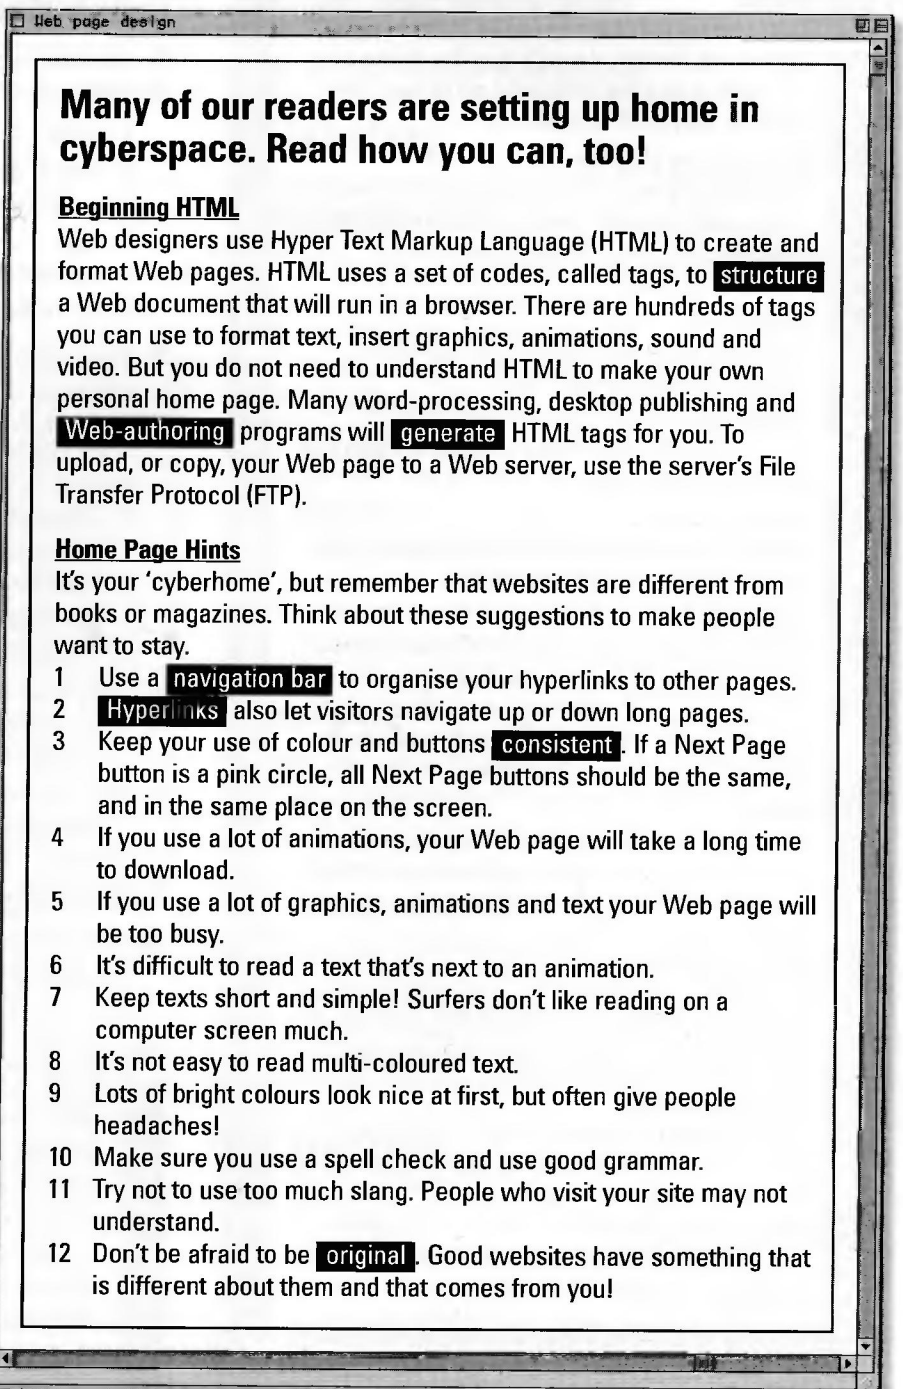 Web page design
Many of our readers are setting up home in
cyberspace. Read how you can, too!
Beginning HTML
Web designers use Hyper Text Markup Language (HTML) to create and
format Web pages. HTML uses a set of codes, called tags, to structure
a Web document that will run in a browser. There are hundreds of tags
you can use to format text, insert graphics, animations, sound and
video. But you do not need to understand HTML to make your own
personal home page. Many word-processing, desktop publishing and
Web-authoring programs will generate HTML tags for you. To
upload, or copy, your Web page to a Web server, use the server's File
Transfer Protocol (FTP).
Home Page Hints
It's your 'cyberhome', but remember that websites are different from
books or magazines. Think about these suggestions to make people
want to stay.
1 Use a navigation bar to organise your hyperlinks to other pages.
2 Hyperlinks also let visitors navigate up or down long pages.
3 Keep your use of colour and buttons consistent. If a Next Page
button is a pink circle, all Next Page buttons should be the same,
and in the same place on the screen.
4 If you use a lot of animations, your Web page will take a long time
to download.
5 If you use a lot of graphics, animations and text your Web page will
be too busy.
6 It's difficult to read a text that's next to an animation.
7 Keep texts short and simple! Surfers don't like reading on a
computer screen much.
8 It's not easy to read multi-coloured text.
9 Lots of bright colours look nice at first, but often give people
headaches!
10 Make sure you use a spell check and use good grammar.
11 Try not to use too much slang. People who visit your site may not
understand.
12 Don't be afraid to be original. Good websites have something that
is different about them and that comes from you!